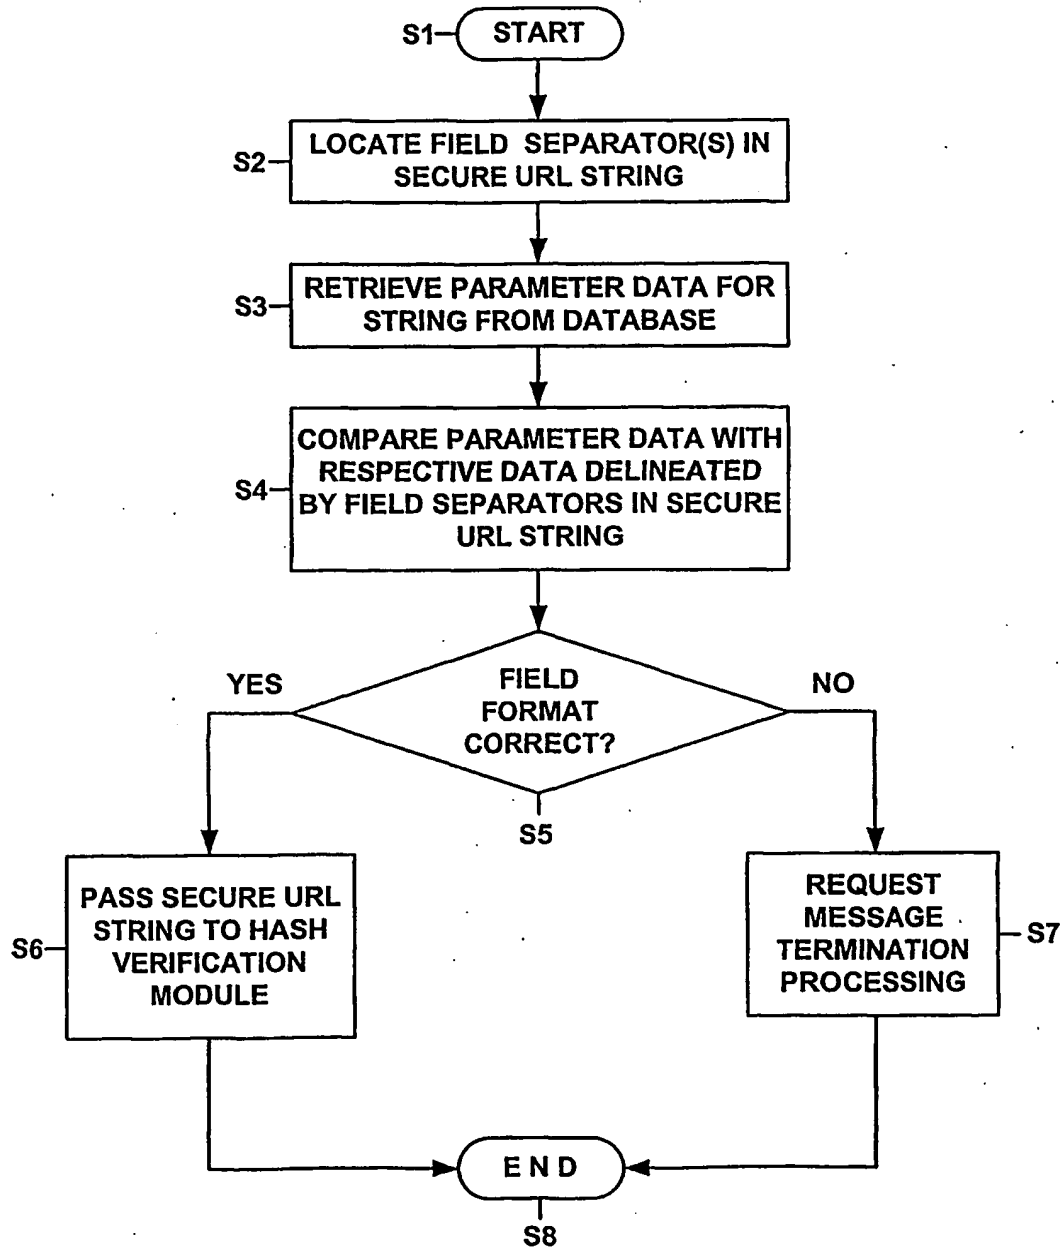 S1
START
S2
LOCATE FIELD SEPARATOR(S) IN
SECURE URL STRING
S3
RETRIEVE PARAMETER DATA FOR
STRING FROM DATABASE
S4
COMPARE PARAMETER DATA WITH
RESPECTIVE DATA DELINEATED
BY FIELD SEPARATORS IN SECURE
URL STRING
YES
FIELD
FORMAT
CORRECT?
NO
S5
S6
PASS SECURE URL
STRING TO HASH
VERIFICATION
MODULE
REQUEST
MESSAGE
TERMINATION
PROCESSING
S7
END
S8